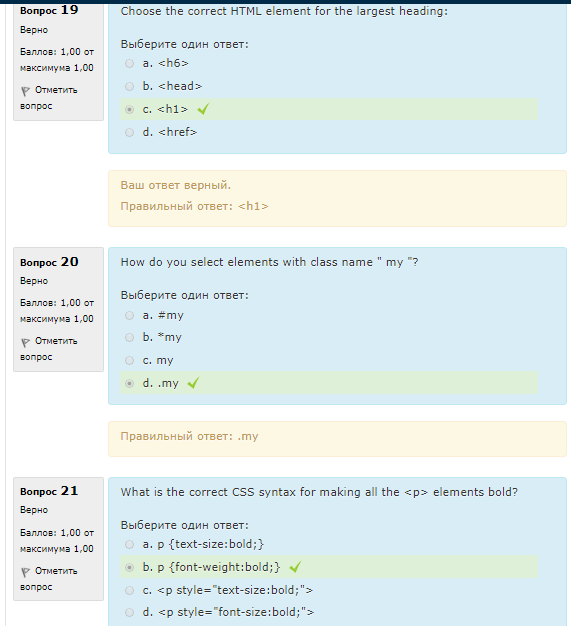 Вопрос 19
Верно
Баллов: 1,00 от
максимума 1,00
Отметить
вопрос
Choose the correct HTML element for the largest heading:
Выберите один ответ:
a. <h6>
b. <head>
c. <h1>
d. <href>
Ваш ответ верный.
Правильный ответ: <h1>
Вопрос 20
Верно
Баллов: 1,00 от
максимума 1,00
Отметить
вопрос
How do you select elements with class name " my "?
Выберите один ответ:
a. #my
b. *my
c. my
d. .my
Правильный ответ: .my
Вопрос 21
Верно
Баллов: 1,00 от
максимума 1,00
Отметить
вопрос
What is the correct CSS syntax for making all the <p> elements bold?
Выберите один ответ:
a. p {text-size:bold;}
b. p {font-weight:bold;}
c. <p style="text-size:bold;">
d. <p style="font-size:bold;">